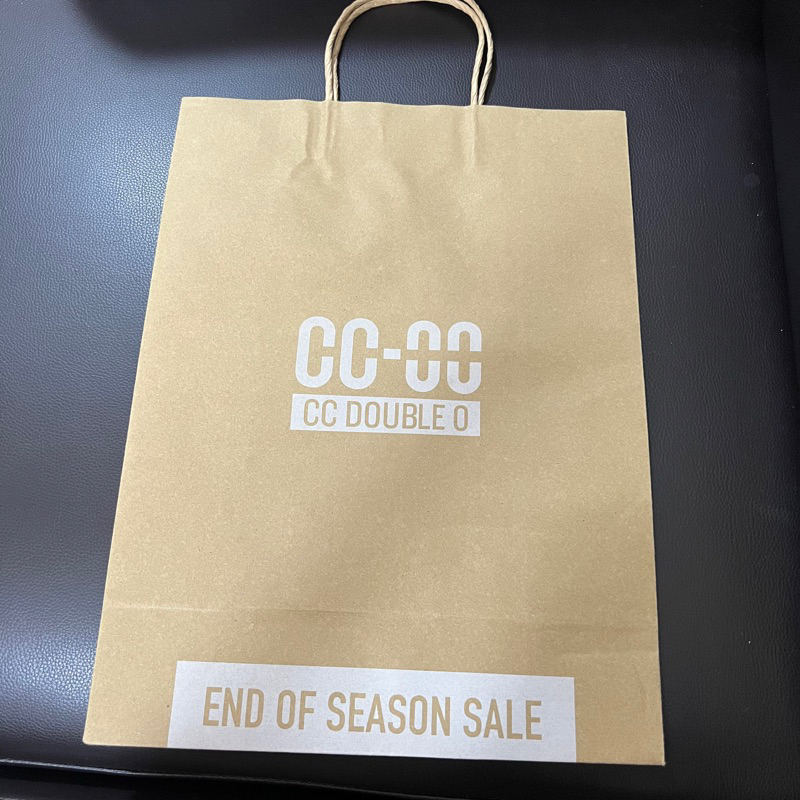 CC-OO
CC DOUBLE O
END OF SEASON SALE